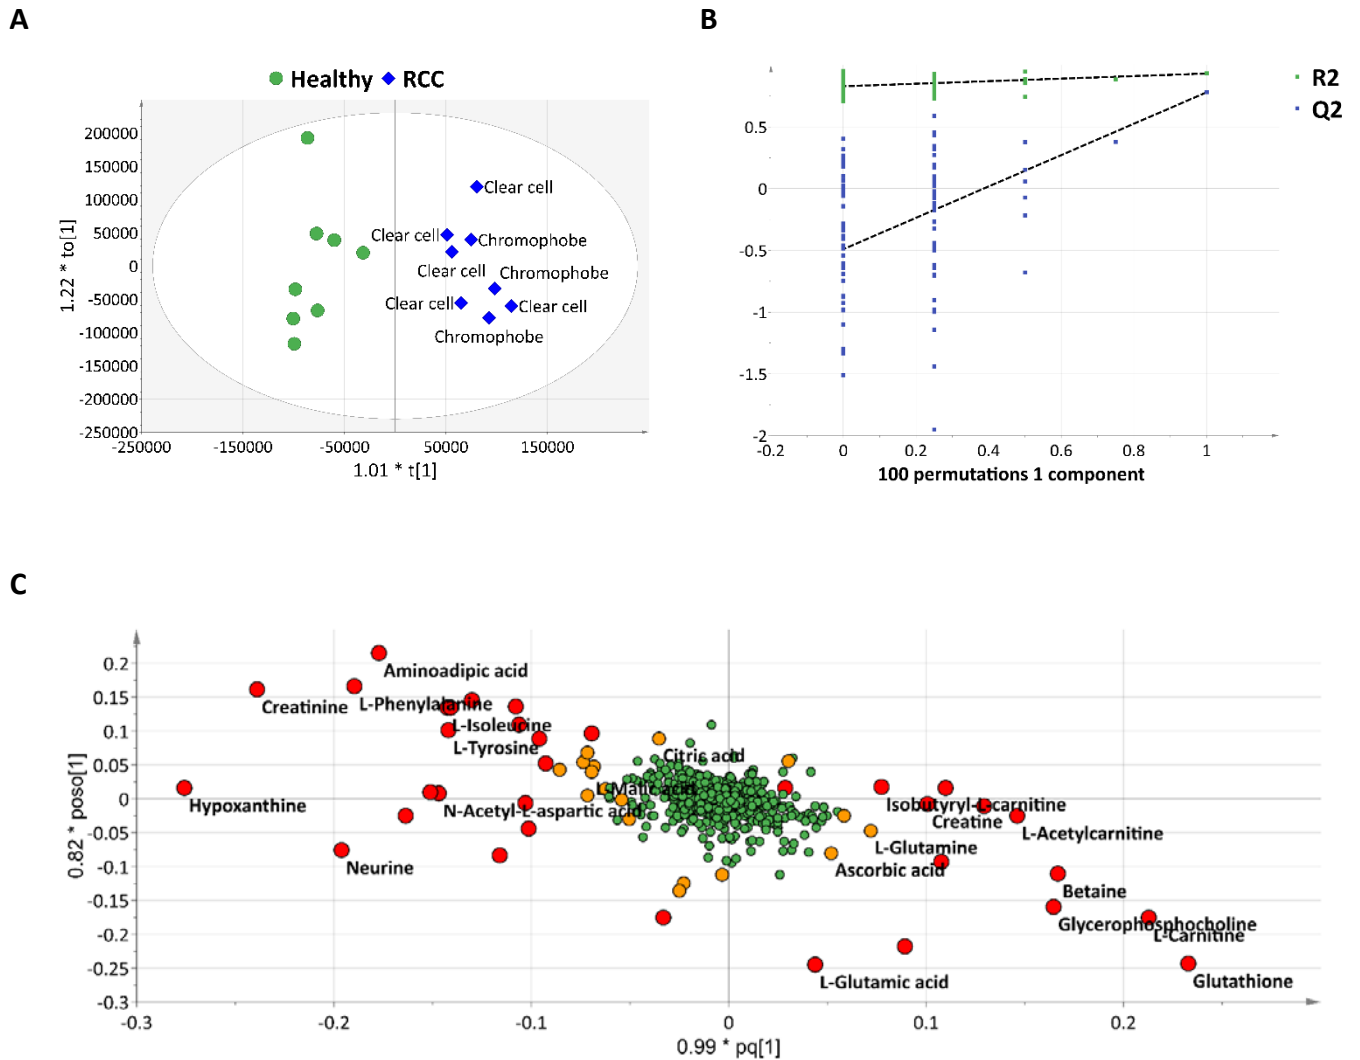 A
B
Healthy RCC
R2
Q2
200000
150000
100000
50000
0
-50000
-100000
-150000
-200000
-250000
-250000 -150000 -50000 50000 150000
1.22 * to[1]
1.01 * t[1]
Clear cell
Clear cell
Chromophobe
Clear cell
Chromophobe
Clear cell
Clear cell
Chromophobe
0.5
0
-0.5
-1
-1.5
-2
-0.2 0 0.2 0.4 0.6 0.8 1
100 permutations 1 component
C
0.2
0.15
0.1
0.05
0
-0.05
-0.1
-0.15
-0.2
-0.25
-0.3
-0.3 -0.2 -0.1 0 0.1 0.2
0.82 * poso[1]
0.99 * pq[1]
Aminoadipic acid
Creatinine
L-Phenylalanine
L-Isoleucine
L-Tyrosine
Citric acid
L-Malic acid
Hypoxanthine
N-Acetyl-L-aspartic acid
Isobutyryl-L-carnitine
Creatine
L-Acetylcarnitine
L-Glutamine
Neurine
Ascorbic acid
Betaine
Glycerophosphocholine
L-Carnitine
L-Glutamic acid
Glutathione